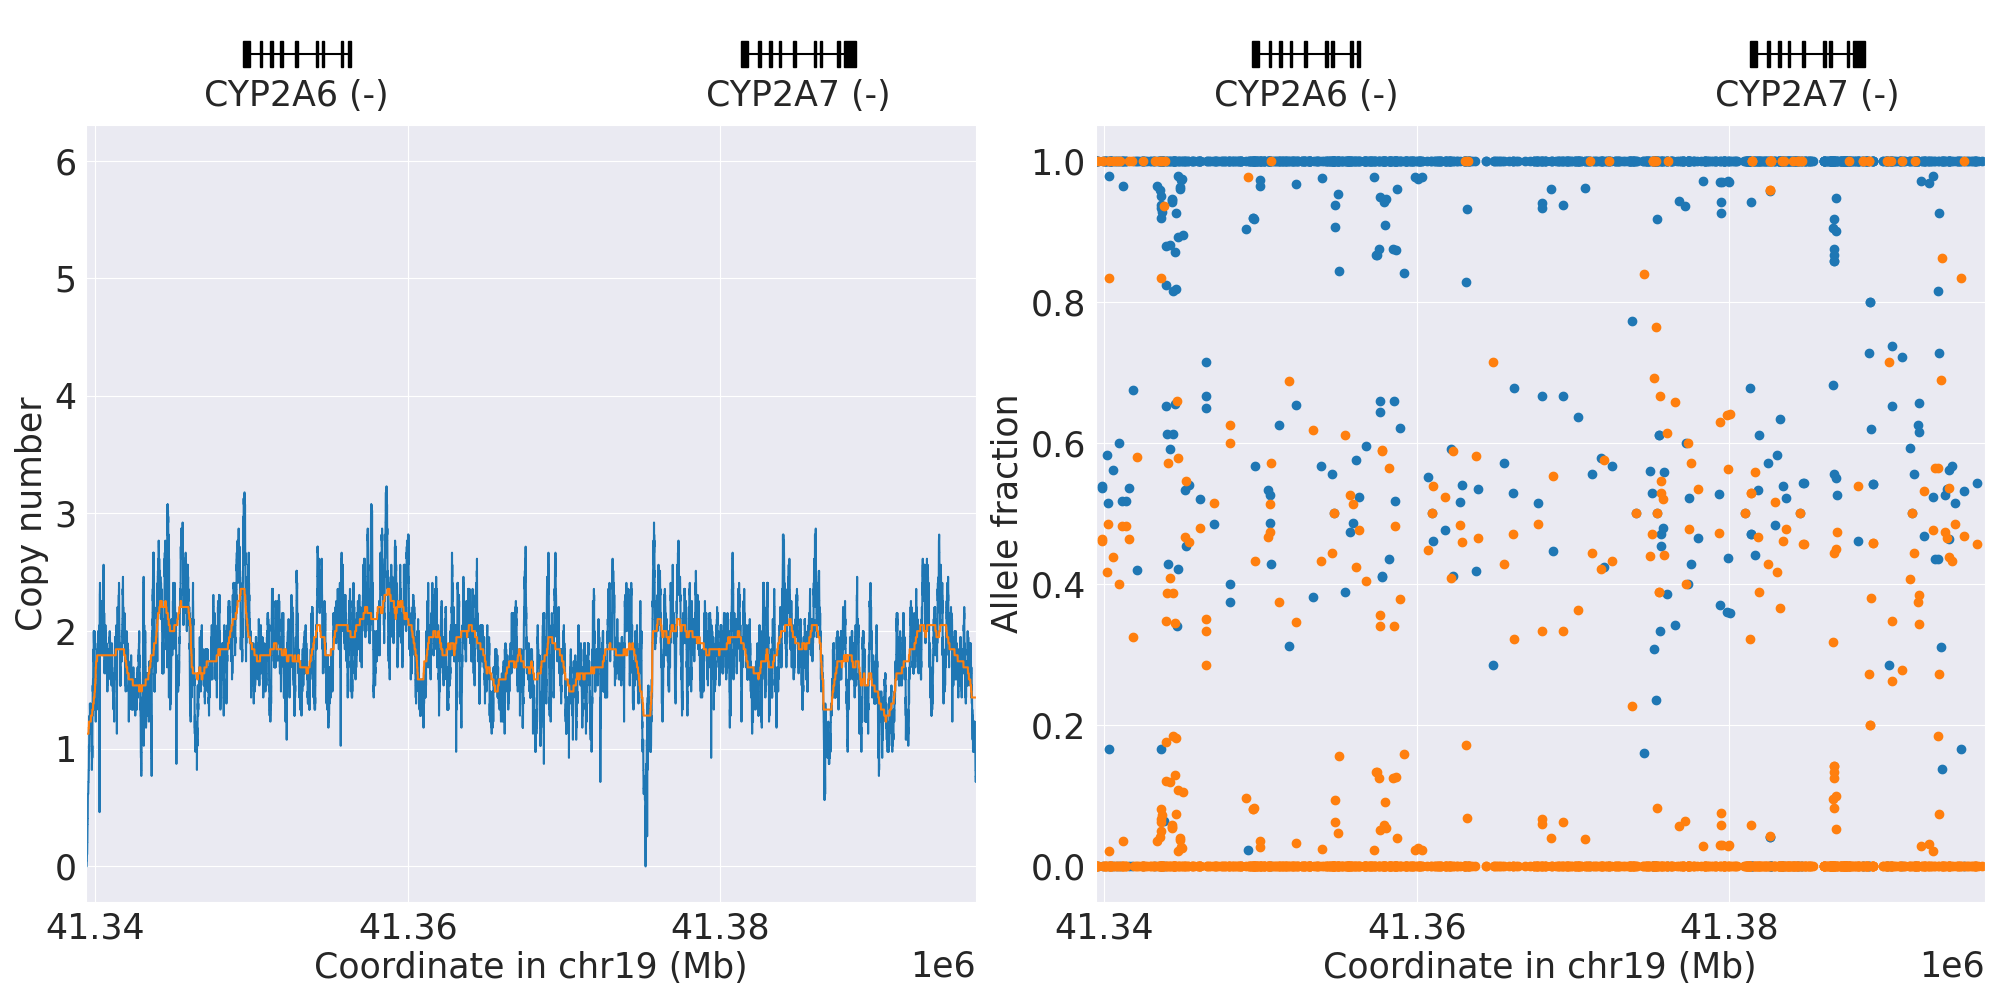 CYP2A6 (-)
CYP2A7 (-)
6
5
4
3
2
1
0
Copy number
41.34
41.36
41.38
Coordinate in chr19 (Mb)
1e6
CYP2A6 (-)
CYP2A7 (-)
1.0
0.8
0.6
0.4
0.2
0.0
Allele fraction
41.34
41.36
41.38
Coordinate in chr19 (Mb)
1e6